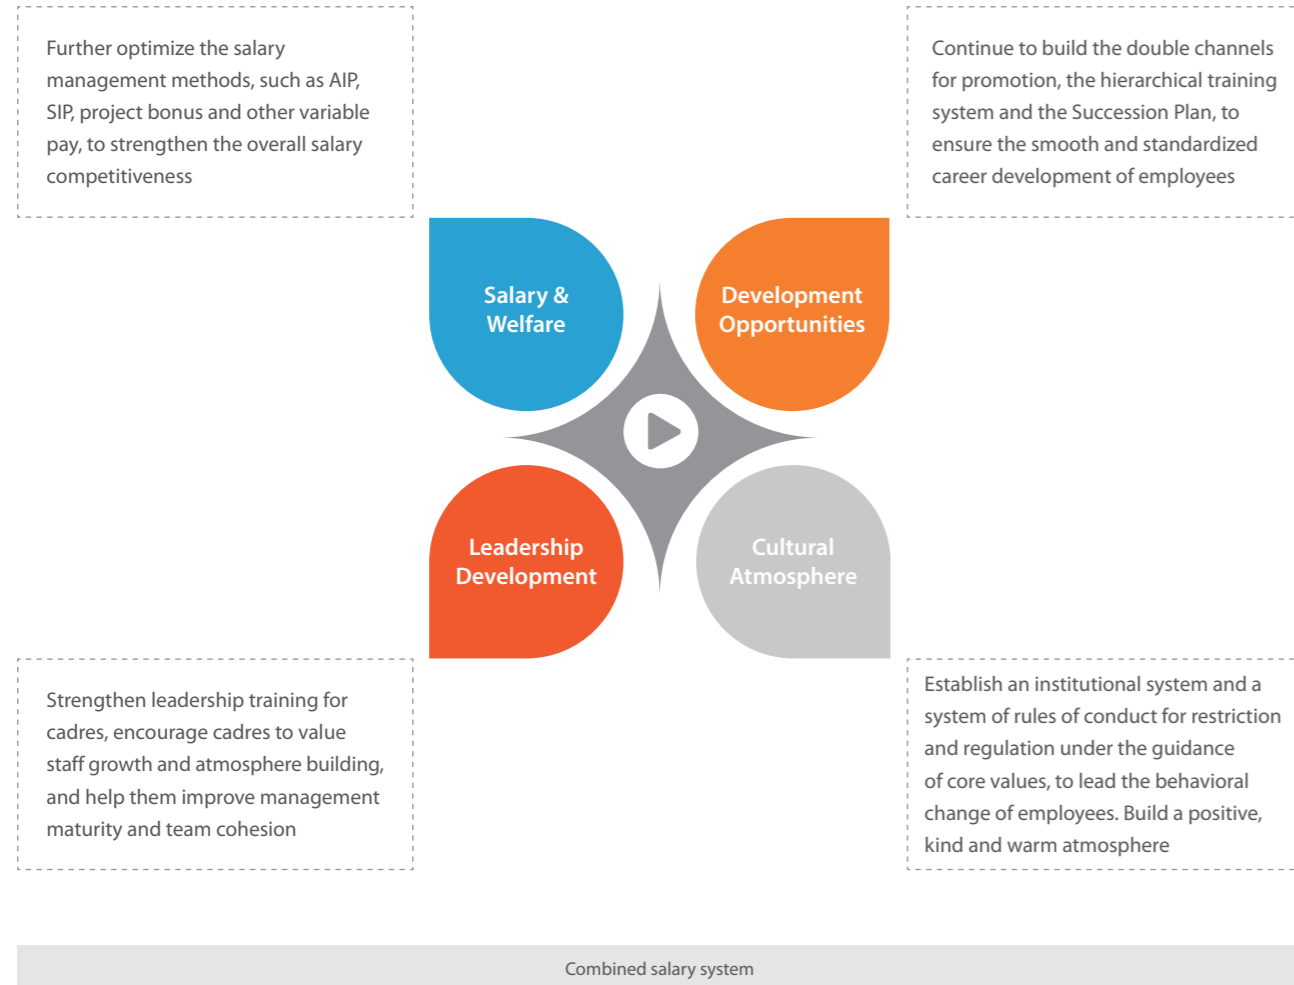 Further optimize the salary
management methods, such as AIP,
SIP, project bonus and other variable
pay, to strengthen the overall salary
competitiveness
Continue to build the double channels
for promotion, the hierarchical training
system and the Succession Plan, to
ensure the smooth and standardized
career development of employees
Salary &
Welfare
Development
Opportunities
Leadership
Development
Cultural
Atmosphere
Strengthen leadership training for
cadres, encourage cadres to value
staff growth and atmosphere building,
and help them improve management
maturity and team cohesion
Establish an institutional system and a
system of rules of conduct for restriction
and regulation under the guidance
of core values, to lead the behavioral
change of employees. Build a positive,
kind and warm atmosphere
Combined salary system